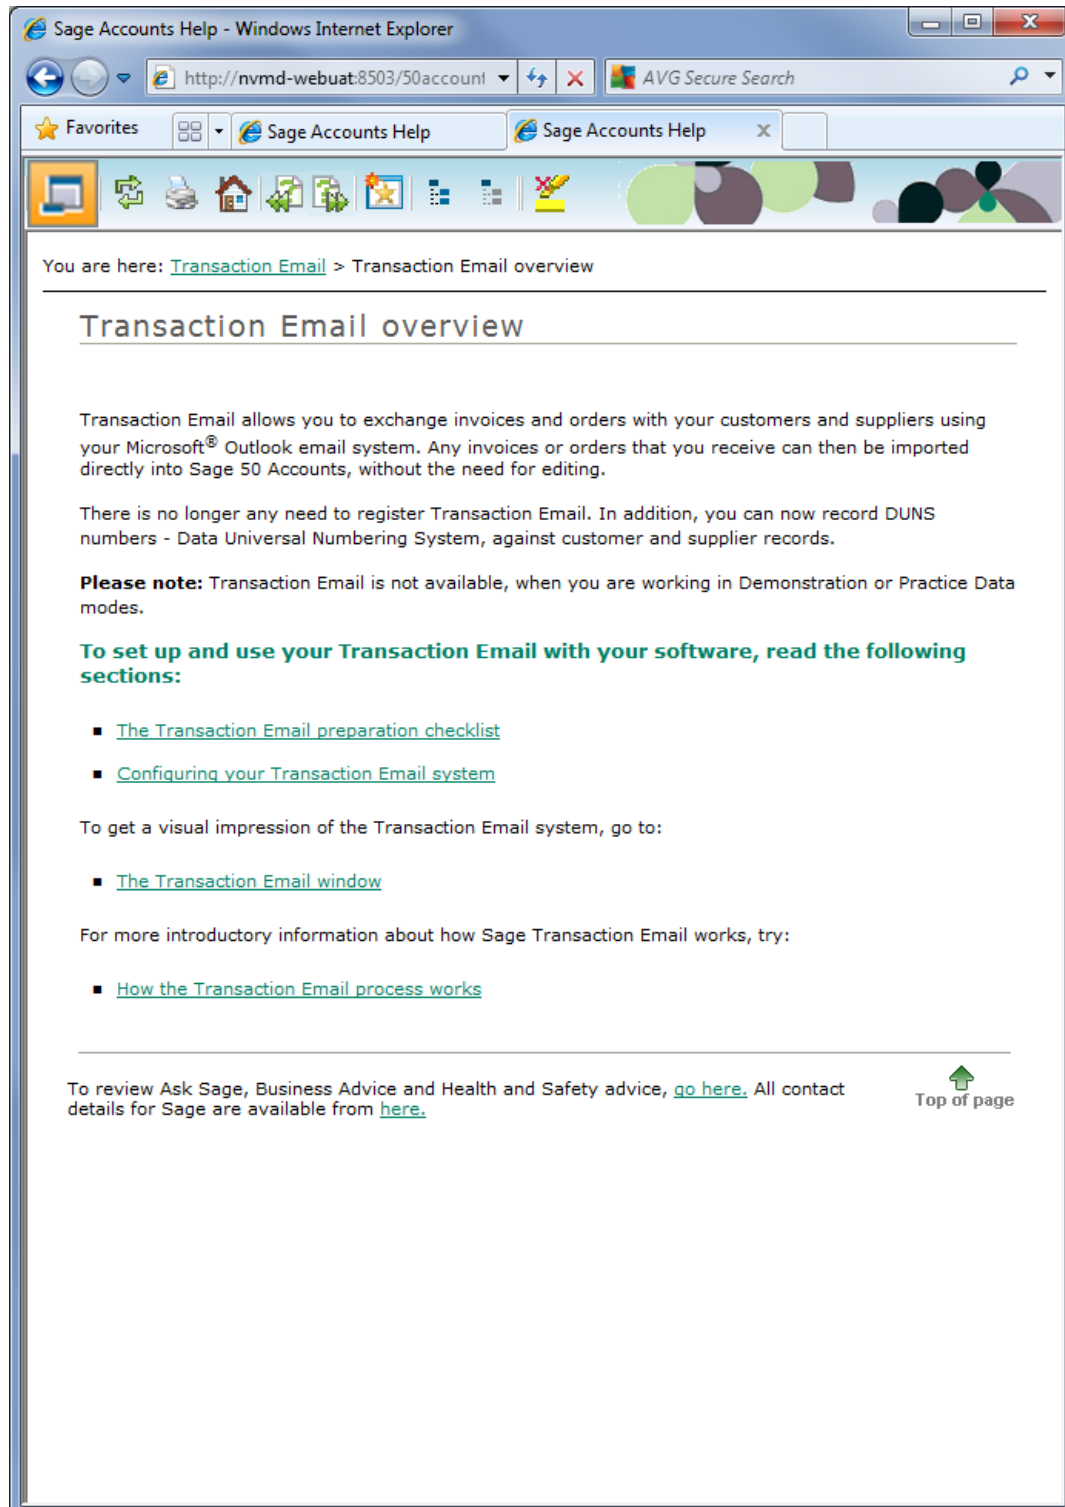 Sage Accounts Help - Windows Internet Explorer
http://nvmd-webuat:8503/50account
AVG Secure Search
Favorites
Sage Accounts Help
Sage Accounts Help
You are here: Transaction Email > Transaction Email overview
Transaction Email overview
Transaction Email allows you to exchange invoices and orders with your customers and suppliers using
your Microsoft® Outlook email system. Any invoices or orders that you receive can then be imported
directly into Sage 50 Accounts, without the need for editing.
There is no longer any need to register Transaction Email. In addition, you can now record DUNS
numbers - Data Universal Numbering System, against customer and supplier records.
Please note: Transaction Email is not available, when you are working in Demonstration or Practice Data
modes.
To set up and use your Transaction Email with your software, read the following
sections:
▪ The Transaction Email preparation checklist
▪ Configuring your Transaction Email system
To get a visual impression of the Transaction Email system, go to:
▪ The Transaction Email window
For more introductory information about how Sage Transaction Email works, try:
▪ How the Transaction Email process works
To review Ask Sage, Business Advice and Health and Safety advice, go here. All contact
details for Sage are available from here.
Top of page